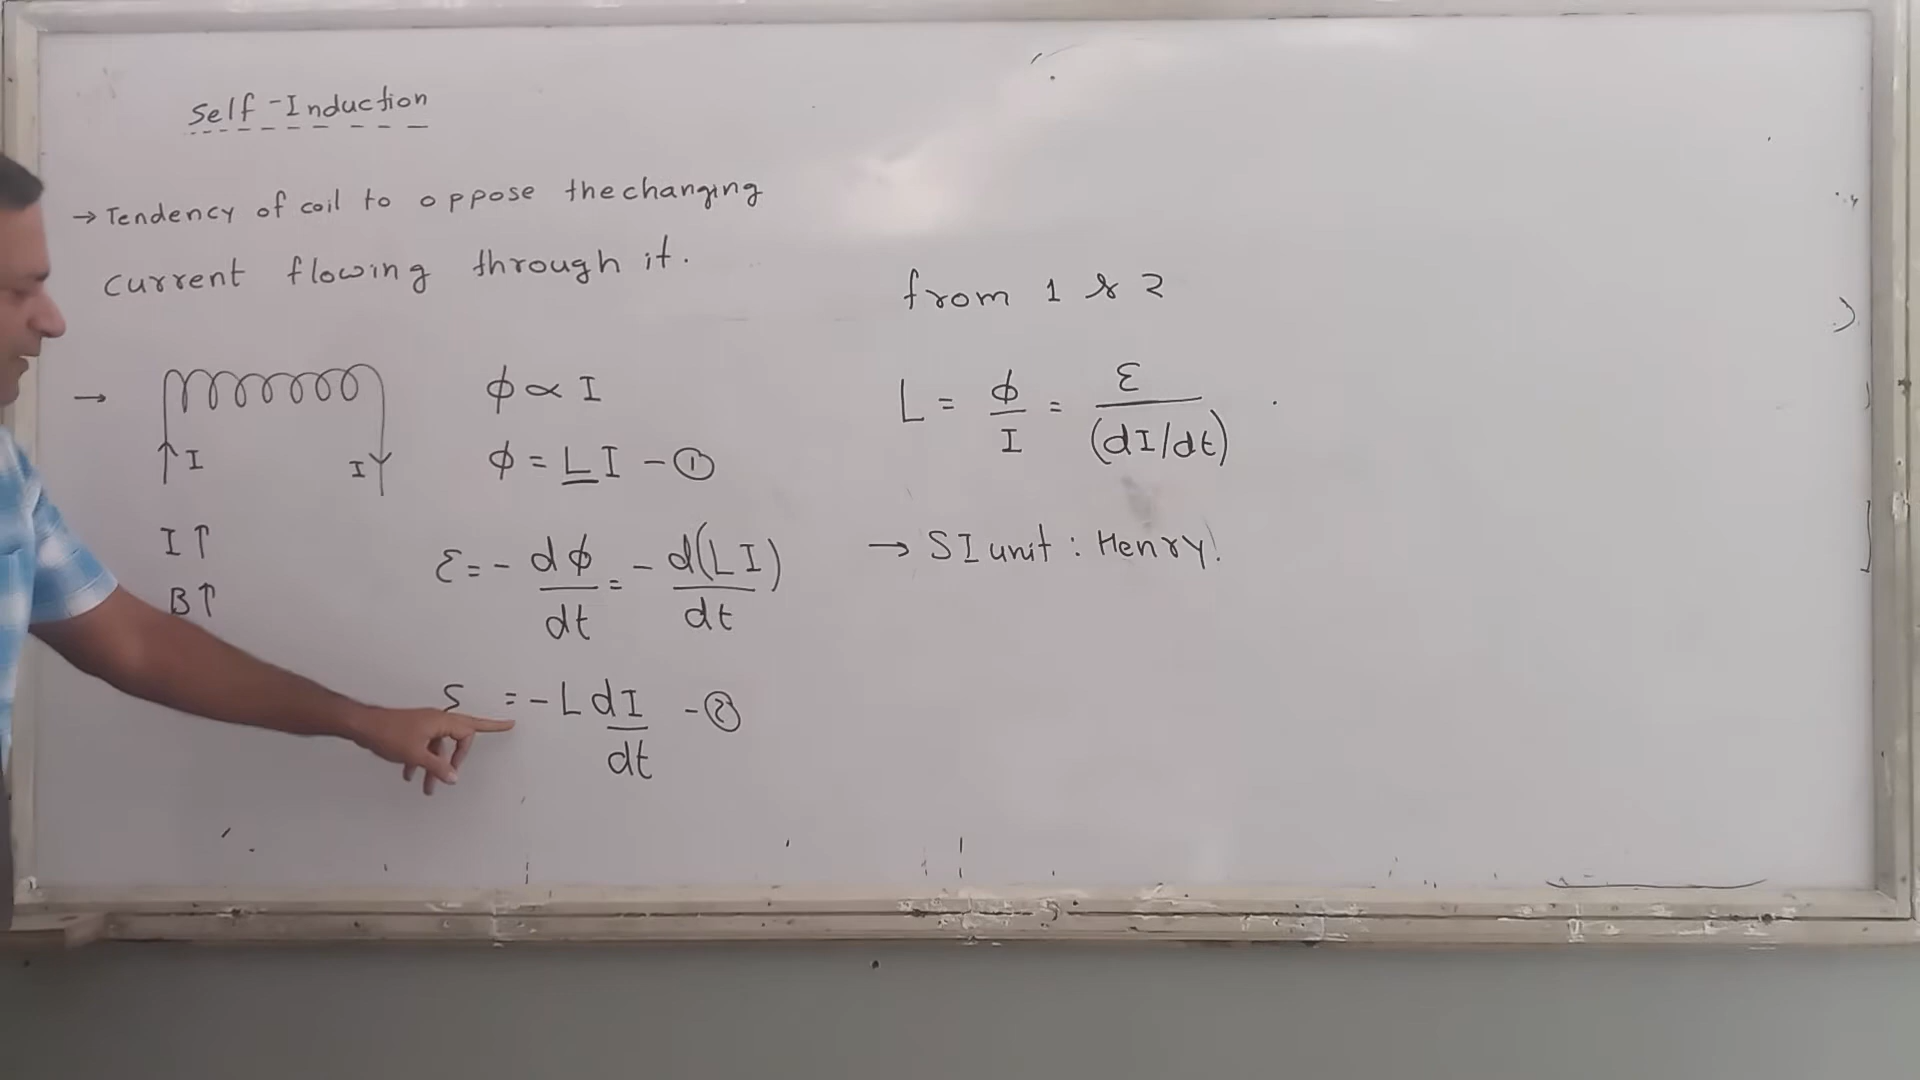 Self-Induction
→ Tendency of coil to oppose the changing
current flowing through it.
→
I I
I↑
B↑
ϕ ∝ I
ϕ = LI - ①
ε = - dϕ/dt = - d(LI)/dt
ε = - L dI/dt - ②
from 1 & 2
L = ϕ/I = ε/(dI/dt)
→ SI unit : Henry.